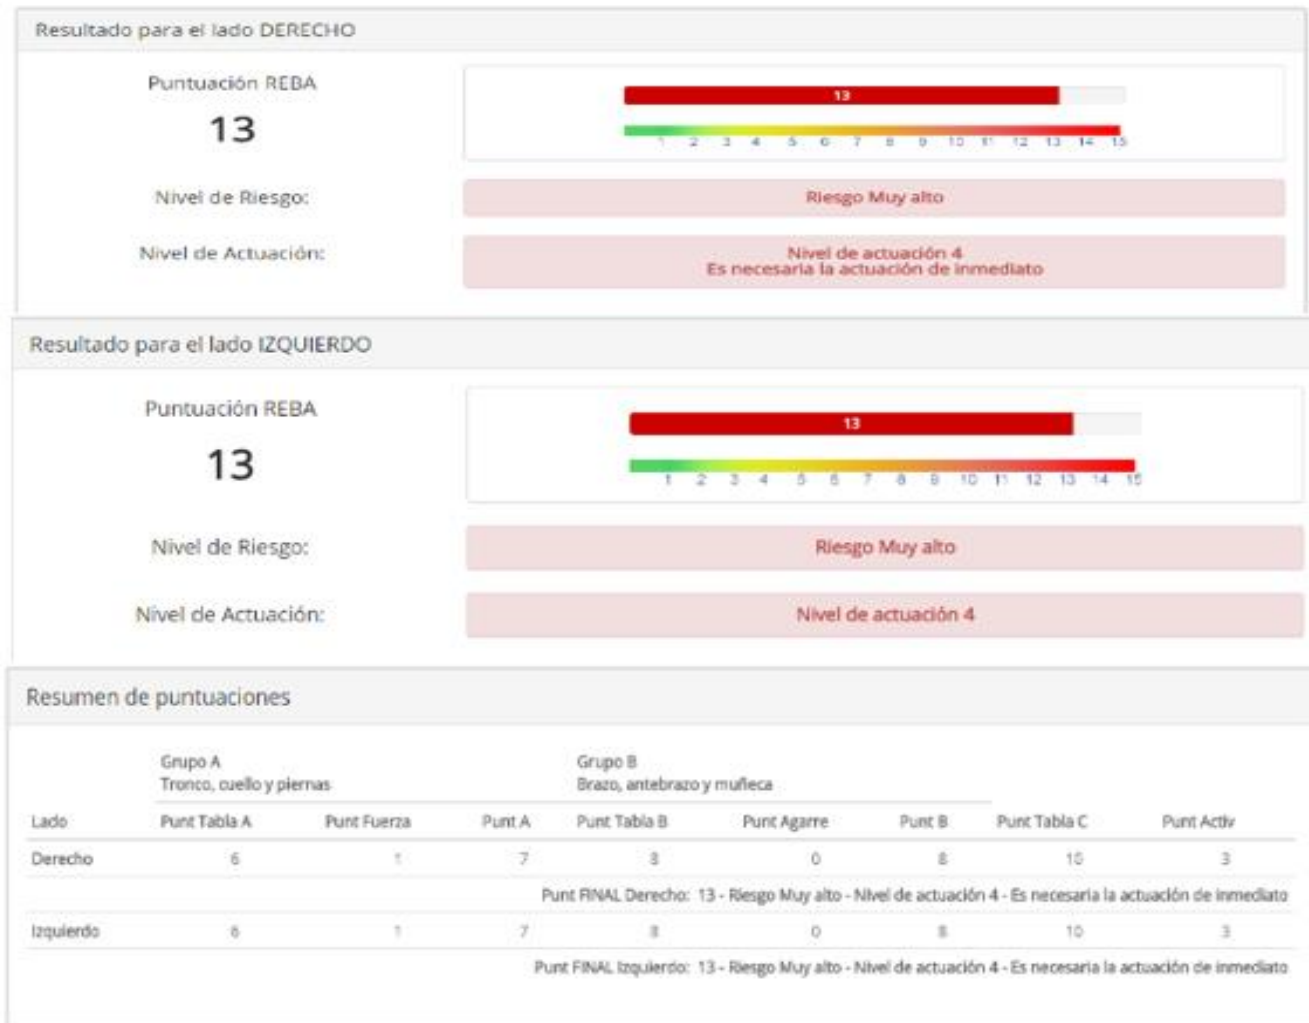 Resultado para el lado DERECHO
Puntuación REBA
13
13
1 2 3 4 5 6 7 8 9 10 11 12 13 14 15
Nivel de Riesgo:
Riesgo Muy alto
Nivel de Actuación:
Nivel de actuación 4
Es necesaria la actuación de inmediato
Resultado para el lado IZQUIERDO
Puntuación REBA
13
13
1 2 3 4 5 6 7 8 9 10 11 12 13 14 15
Nivel de Riesgo:
Riesgo Muy alto
Nivel de Actuación:
Nivel de actuación 4
Resumen de puntuaciones
Grupo A
Tronco, cuello y piernas
Grupo B
Brazo, antebrazo y muñeca
Lado Punt Tabla A Punt Fuerza Punt A Punt Tabla B Punt Agarre Punt B Punt Tabla C Punt Activ
Derecho 6 1 7 8 0 8 10 3
Punt FINAL Derecho: 13 - Riesgo Muy alto - Nivel de actuación 4 - Es necesaria la actuación de inmediato
Izquierdo 6 1 7 8 0 8 10 3
Punt FINAL Izquierdo: 13 - Riesgo Muy alto - Nivel de actuación 4 - Es necesaria la actuación de inmediato